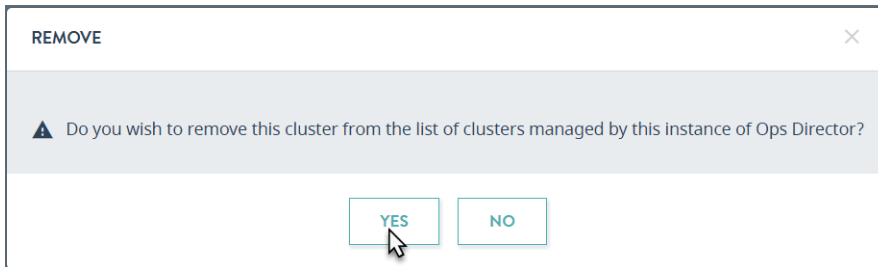 REMOVE
Do you wish to remove this cluster from the list of clusters managed by this instance of Ops Director?
YES
NO